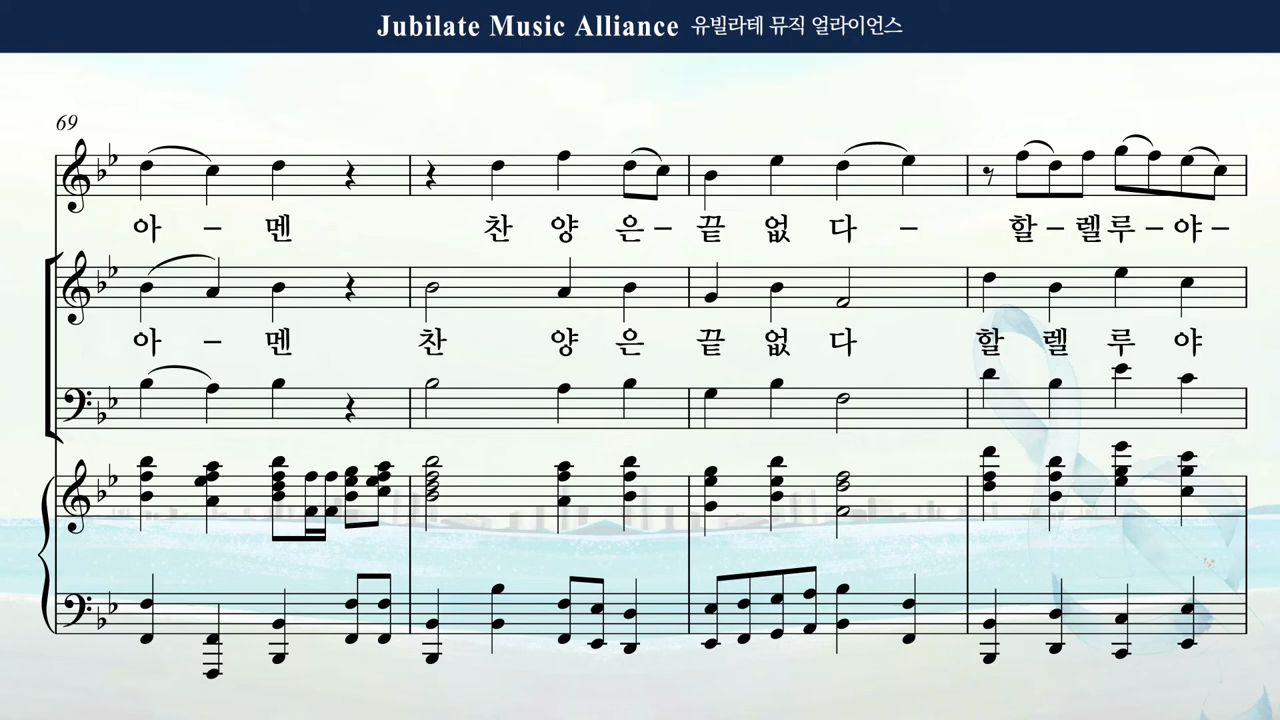 Jubilate Music Alliance 유빌라테 뮤직 얼라이언스
69
아 – 멘 찬 양 은 – 끝 없 다 – 할 – 렐 루 – 야 –
아 – 멘 찬 양 은 끝 없 다 할 렐 루 야